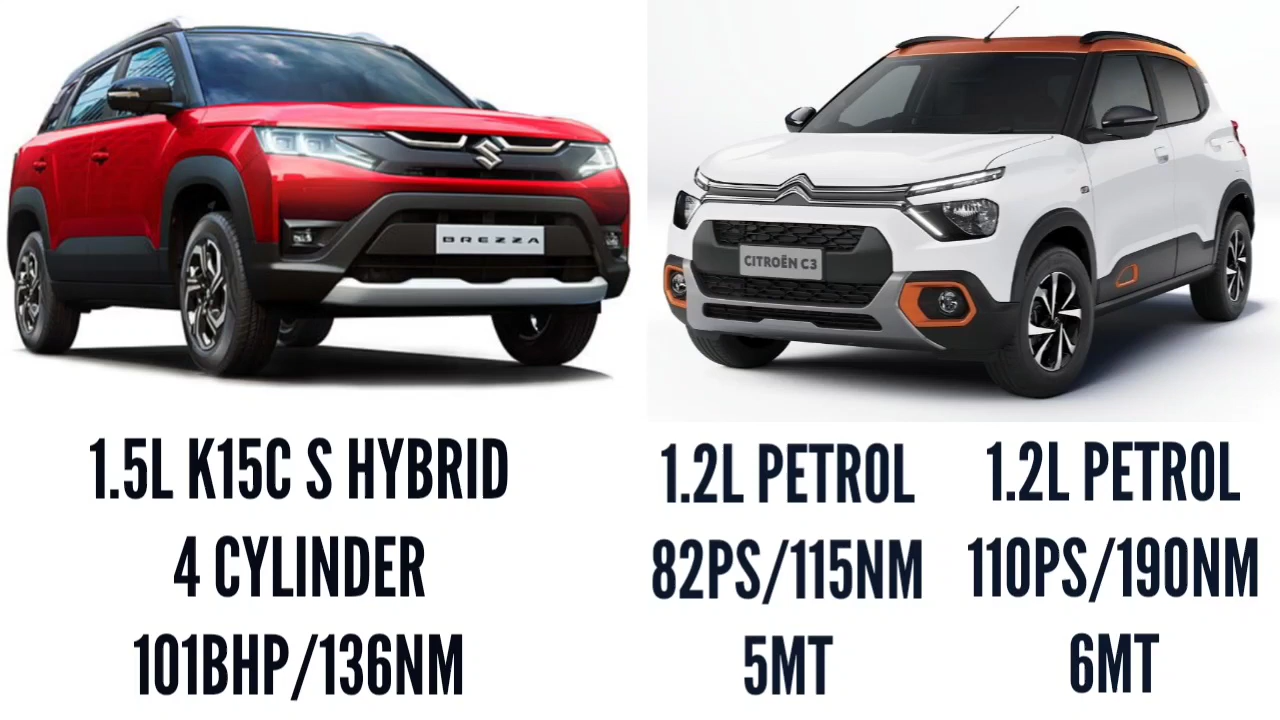 BREZZA
CITROËN C3
1.5L K15C S HYBRID
4 CYLINDER
101BHP/136NM
1.2L PETROL
82PS/115NM
5MT
1.2L PETROL
110PS/190NM
6MT